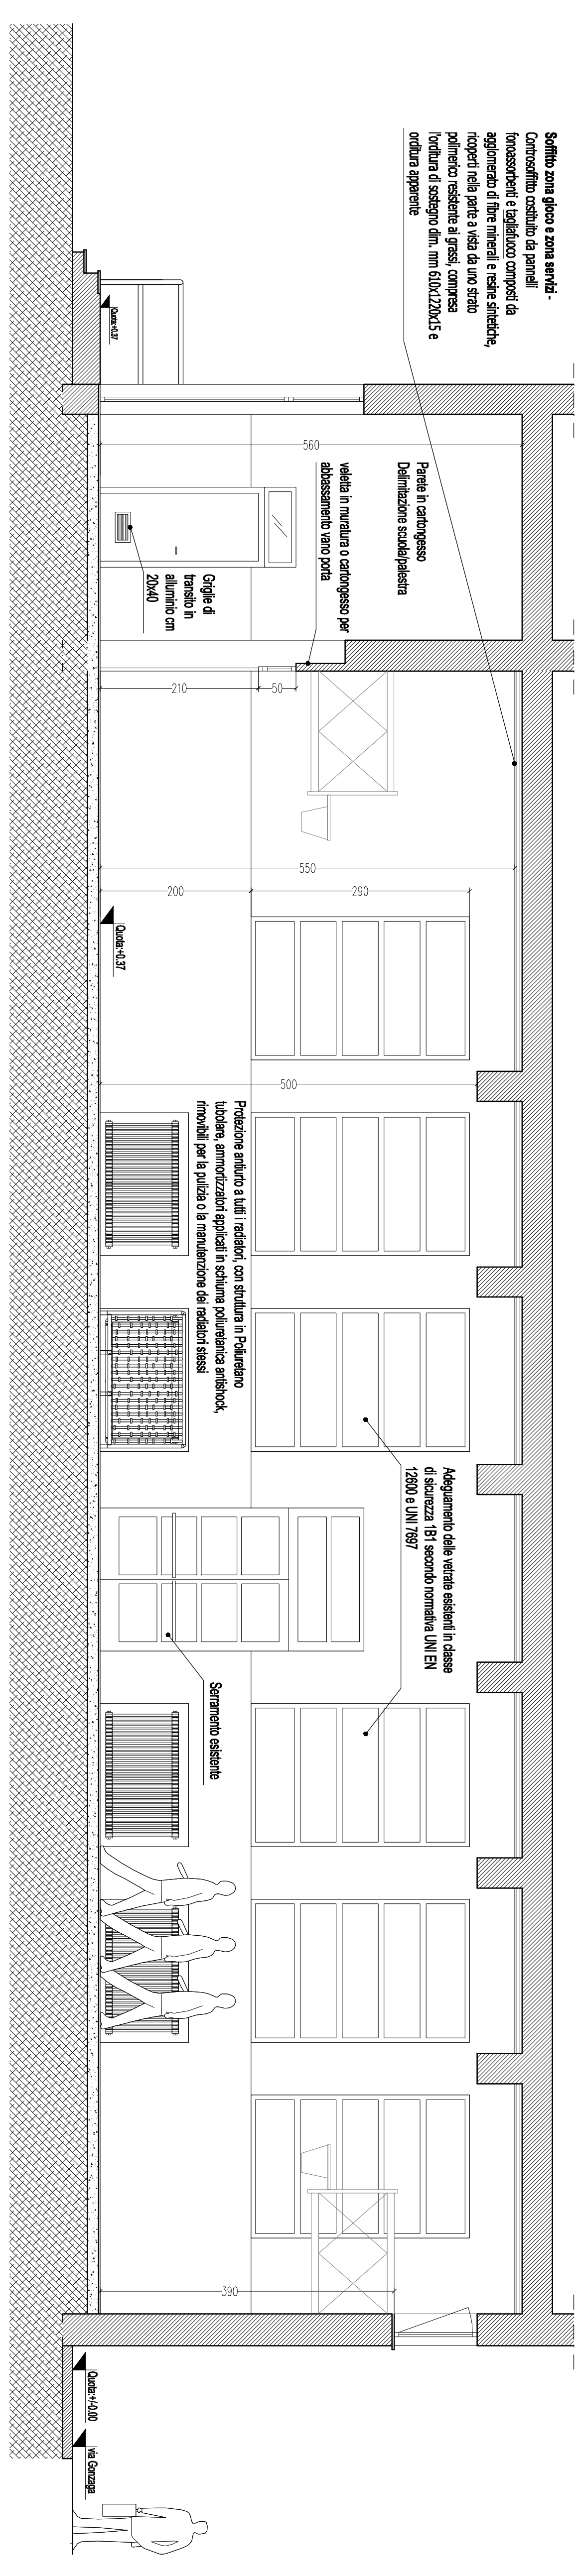 Soffitto zona gioco e zona servizi -
Controsoffitto costituito da pannelli
fonoassorbenti e tagliafuoco composti da
agglomerato di fibre minerali e resine sintetiche,
ricoperti nella parte a vista da uno strato
polimerico resistente ai grassi, compresa
l'orditura di sostegno dim. mm 610x1220x15 e
orditura apparente
Quota:+0.37
560
Parete in cartongesso
Delimitazione scuola/palestra
veletta in muratura o cartongesso per
abbassamento vano porta
Griglie di
transito in
alluminio cm
20x40
210
50
550
200
290
Quota:+0.37
500
Protezione antiurto a tutti i radiatori, con struttura in Poliuretano
tubolare, ammortizzatori applicati in schiuma poliuretanica antishock,
rimovibili per la pulizia o la manutenzione dei radiatori stessi
Adeguamento delle vetrate esistenti in classe
di sicurezza 1B1 secondo normativa UNI EN
12600 e UNI 7697
Serramento esistente
390
Quota:+/-0.00
via Gonzaga